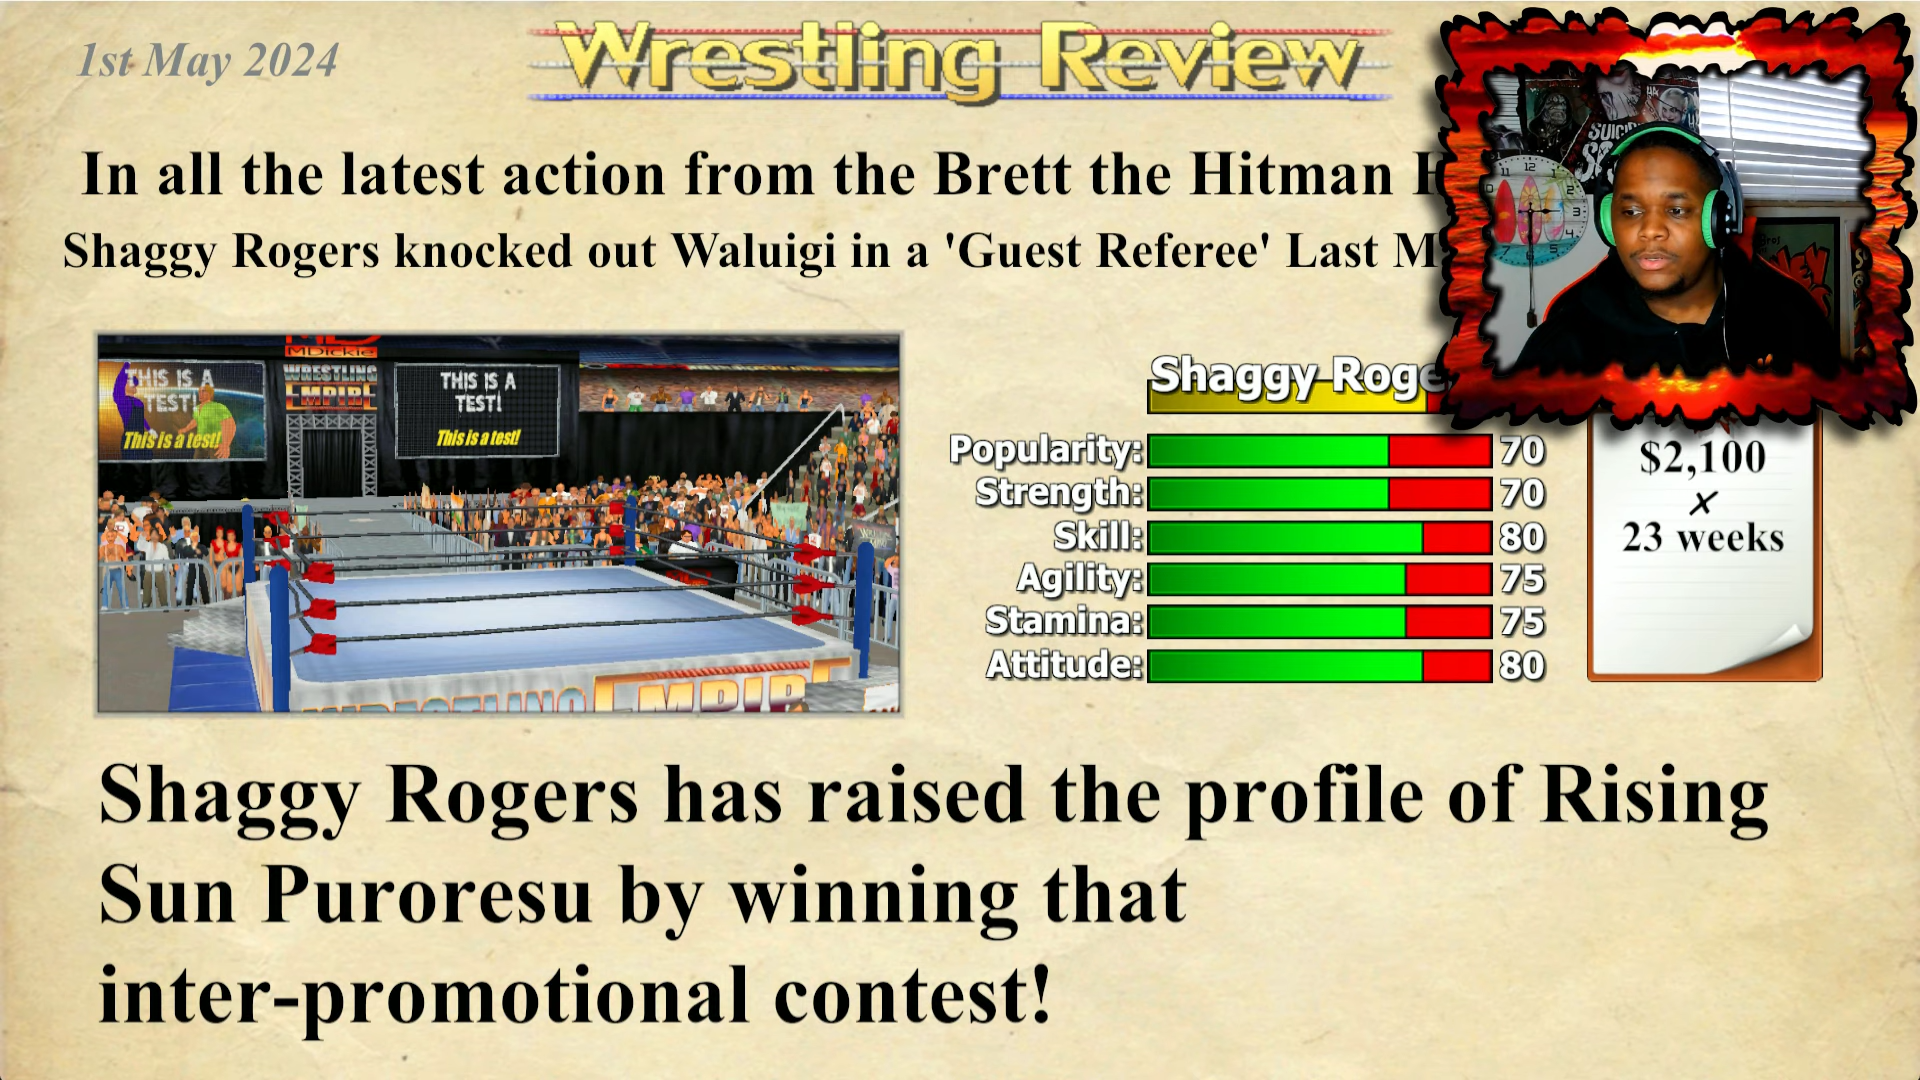 1st May 2024
Wrestling Review
In all the latest action from the Brett the Hitman
Shaggy Rogers knocked out Waluigi in a 'Guest Referee' Last
MDickie
WRESTLING
EMPIRE
THIS IS A
TEST!
This is a test!
THIS IS A
TEST!
This is a test!
WRESTLING EMPIRE
Shaggy
Popularity: 70
Strength: 70
Skill: 80
Agility: 75
Stamina: 75
Attitude: 80
$2,100
×
23 weeks
Shaggy Rogers has raised the profile of Rising
Sun Puroresu by winning that
inter-promotional contest!